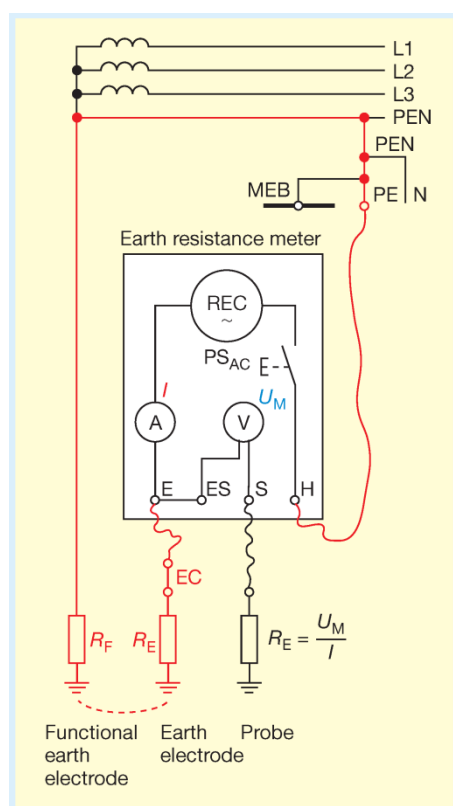 L1
L2
L3
PEN
PEN
MEB
PE N
Earth resistance meter
REC
~
PSAC
I
UM
A
V
E
ES
S
H
EC
RF
RE
RE = UM / I
Functional earth electrode
Earth electrode
Probe